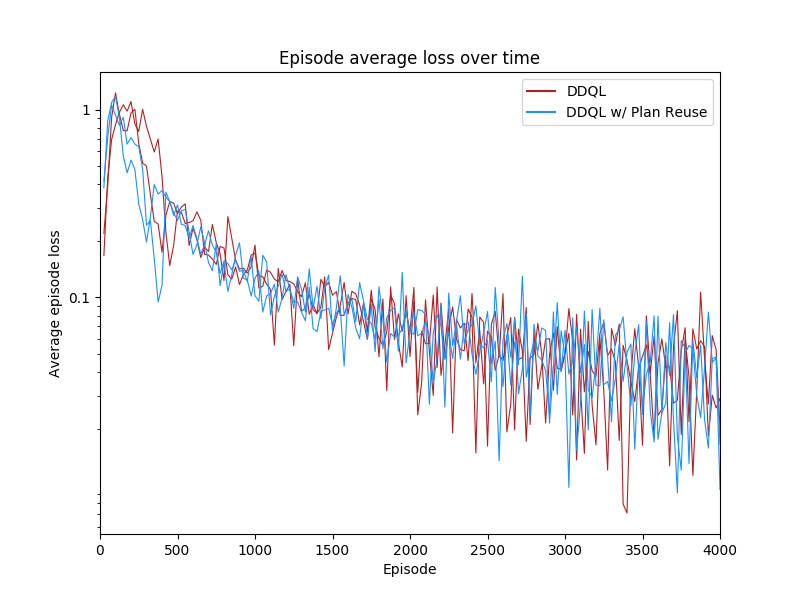 Episode average loss over time
DDQL
DDQL w/ Plan Reuse
1
0.1
Average episode loss
0 500 1000 1500 2000 2500 3000 3500 4000
Episode